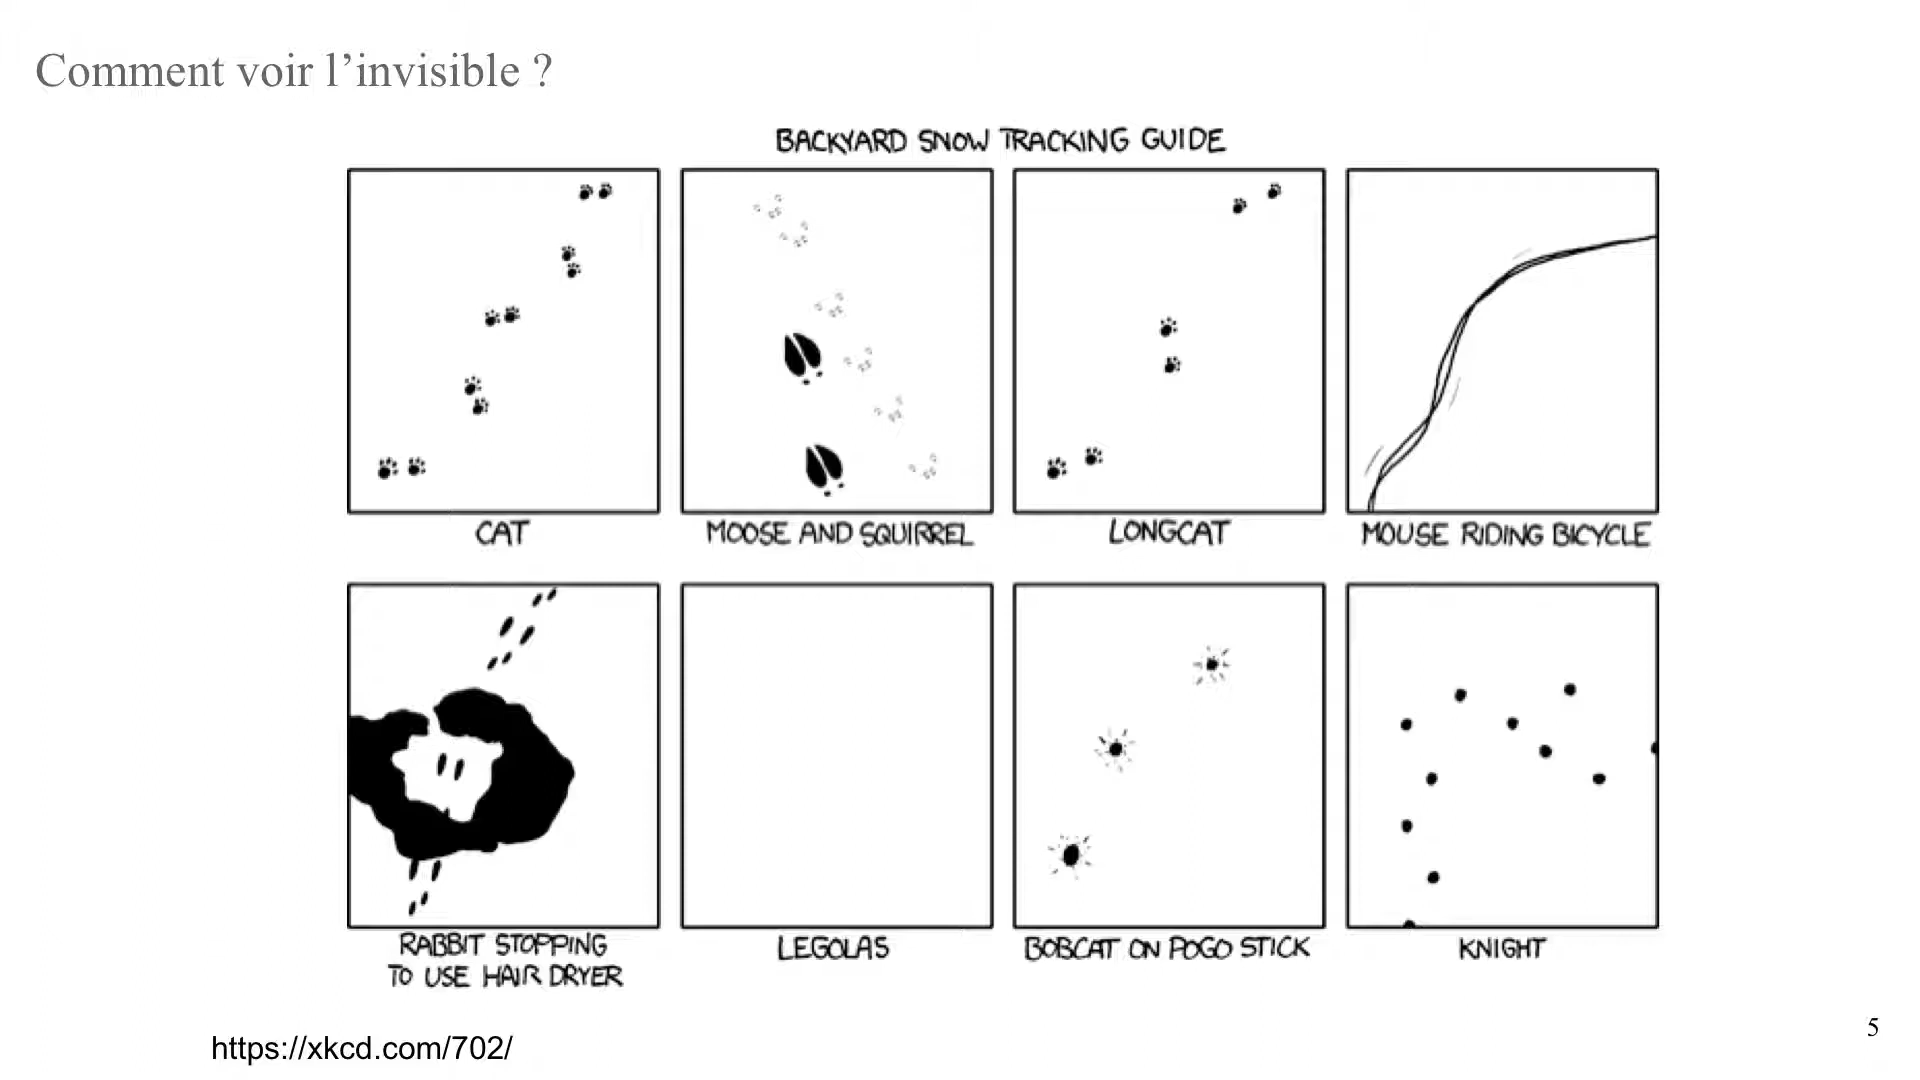 Comment voir l’invisible ?
BACKYARD SNOW TRACKING GUIDE
CAT
MOOSE AND SQUIRREL
LONGCAT
MOUSE RIDING BICYCLE
RABBIT STOPPING
TO USE HAIR DRYER
LEGOLAS
BOBCAT ON POGO STICK
KNIGHT
https://xkcd.com/702/
5